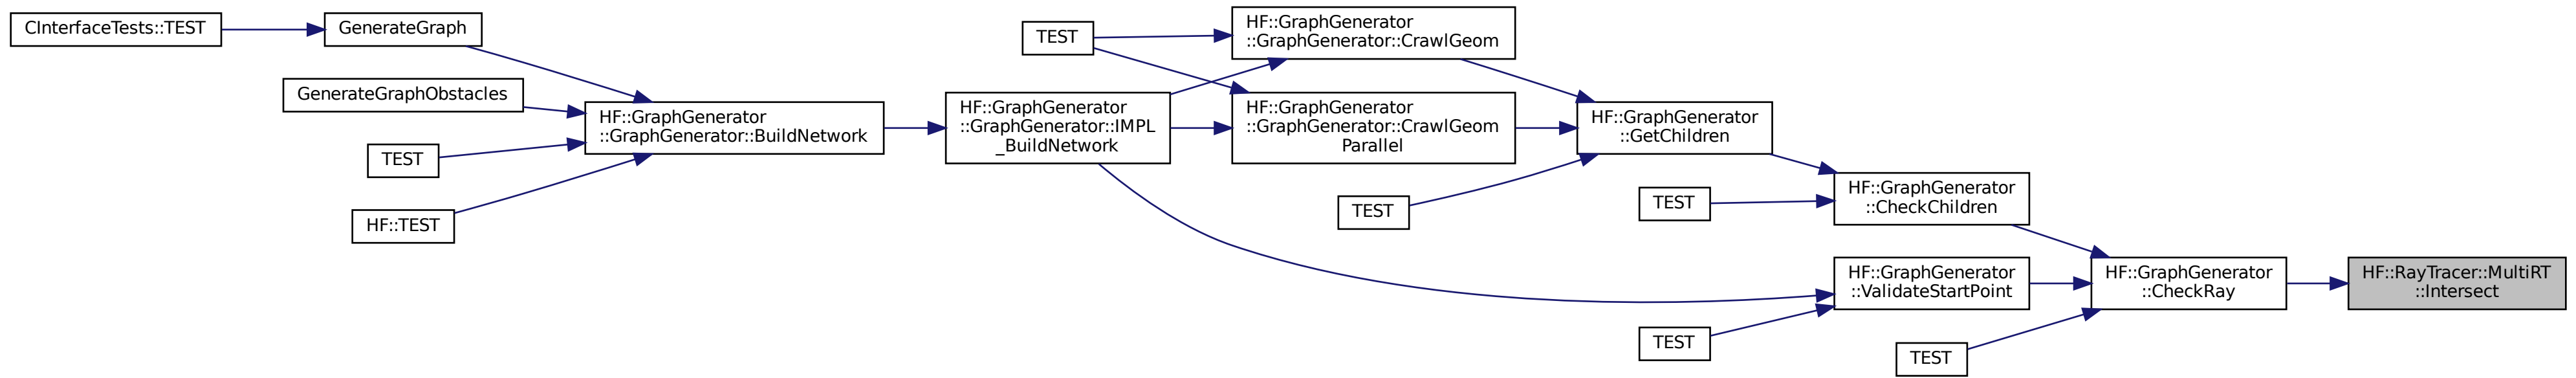 CInterfaceTests::TEST
GenerateGraph
GenerateGraphObstacles
TEST
HF::TEST
HF::GraphGenerator
::GraphGenerator::BuildNetwork
HF::GraphGenerator
::GraphGenerator::IMPL
_BuildNetwork
TEST
HF::GraphGenerator
::GraphGenerator::CrawlGeom
HF::GraphGenerator
::GraphGenerator::CrawlGeom
Parallel
TEST
HF::GraphGenerator
::GetChildren
TEST
HF::GraphGenerator
::CheckChildren
HF::GraphGenerator
::ValidateStartPoint
TEST
TEST
HF::GraphGenerator
::CheckRay
HF::RayTracer::MultiRT
::Intersect